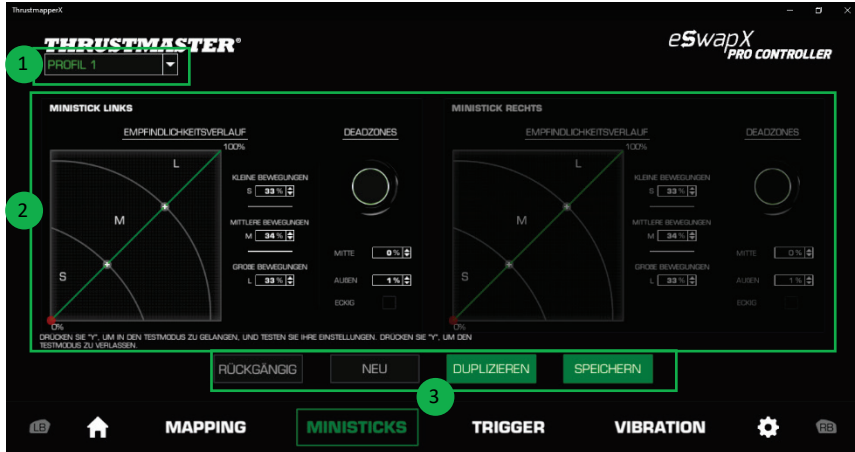 ThrustmapperX
THRUSTMASTER®
eSwapX
PRO CONTROLLER
1
PROFIL 1
2
MINISTICK LINKS
EMPFINDLICHKEITSVERLAUF
100%
L
M
S
0%
KLEINE BEWEGUNGEN
S 33 %
MITTLERE BEWEGUNGEN
M 34 %
GROßE BEWEGUNGEN
L 33 %
DEADZONES
MITTE 0 %
AUßEN 1 %
ECKIG
MINISTICK RECHTS
EMPFINDLICHKEITSVERLAUF
100%
L
M
S
0%
KLEINE BEWEGUNGEN
S 33 %
MITTLERE BEWEGUNGEN
M 34 %
GROßE BEWEGUNGEN
L 33 %
DEADZONES
MITTE 0 %
AUßEN 1 %
ECKIG
DRÜCKEN SIE "Y", UM IN DEN TESTMODUS ZU GELANGEN, UND TESTEN SIE IHRE EINSTELLUNGEN. DRÜCKEN SIE "Y", UM DEN
TESTMODUS ZU VERLASSEN.
RÜCKGÄNGIG NEU DUPLIZIEREN SPEICHERN
3
LB MAPPING MINISTICKS TRIGGER VIBRATION RB